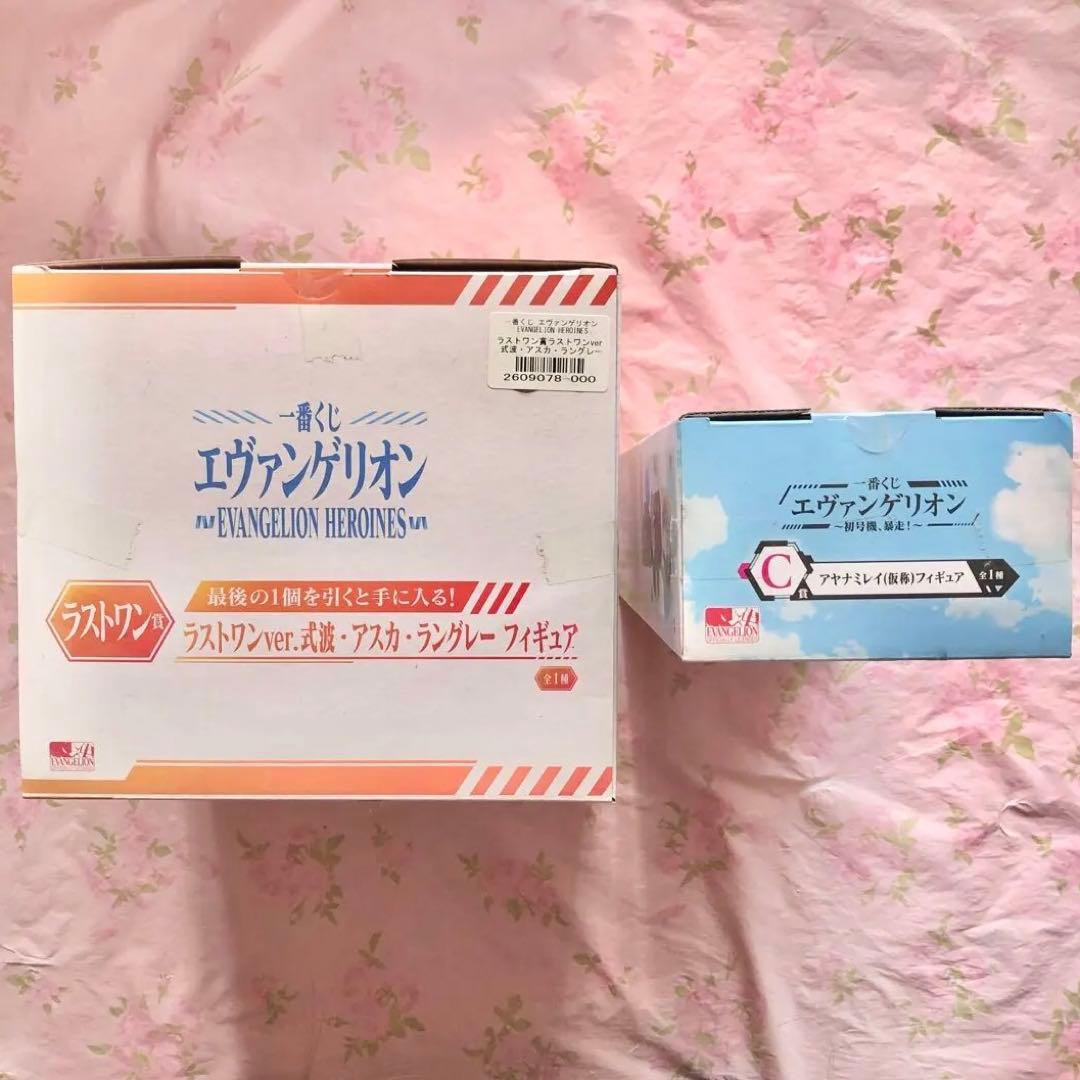 一番くじ エヴァンゲリオン
EVANGELION HEROINES
ラストワン賞ラストワンver
式波・アスカ・ラングレー
2609078-000
一番くじ
エヴァンゲリオン
EVANGELION HEROINES
ラストワン賞
最後の1個を引くと手に入る!
ラストワンver.式波・アスカ・ラングレー フィギュア
全1種
EVANGELION
一番くじ
エヴァンゲリオン
～初号機、暴走!～
C賞
アヤナミレイ(仮称)フィギュア
全1種
EVANGELION